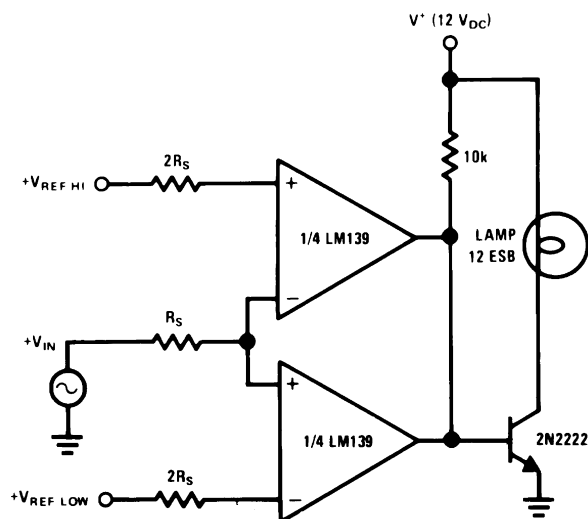 V⁺ (12 V_DC)
2R_S
+V_REF HI
+
10k
1/4 LM139
LAMP
12 ESB
−
R_S
+V_IN
+
1/4 LM139
2N2222
2R_S
+V_REF LOW
−